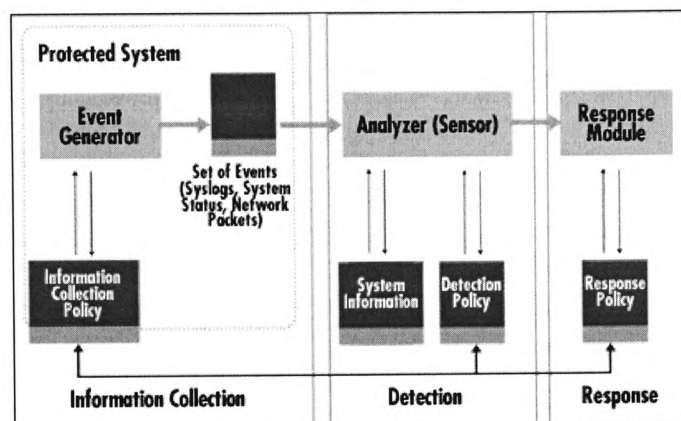 Protected System
Event
Generator
Set of Events
(Syslogs, System
Status, Network
Packets)
Analyzer (Sensor)
Response
Module
Information
Collection
Policy
System
Information
Detection
Policy
Response
Policy
Information Collection
Detection
Response